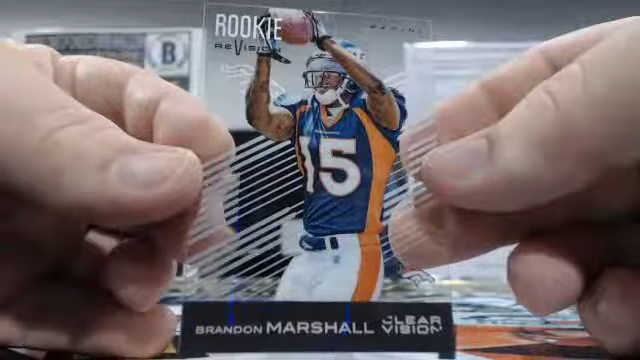 ROOKIE
REVISION
15
BRANDON MARSHALL CLEAR VISION
B